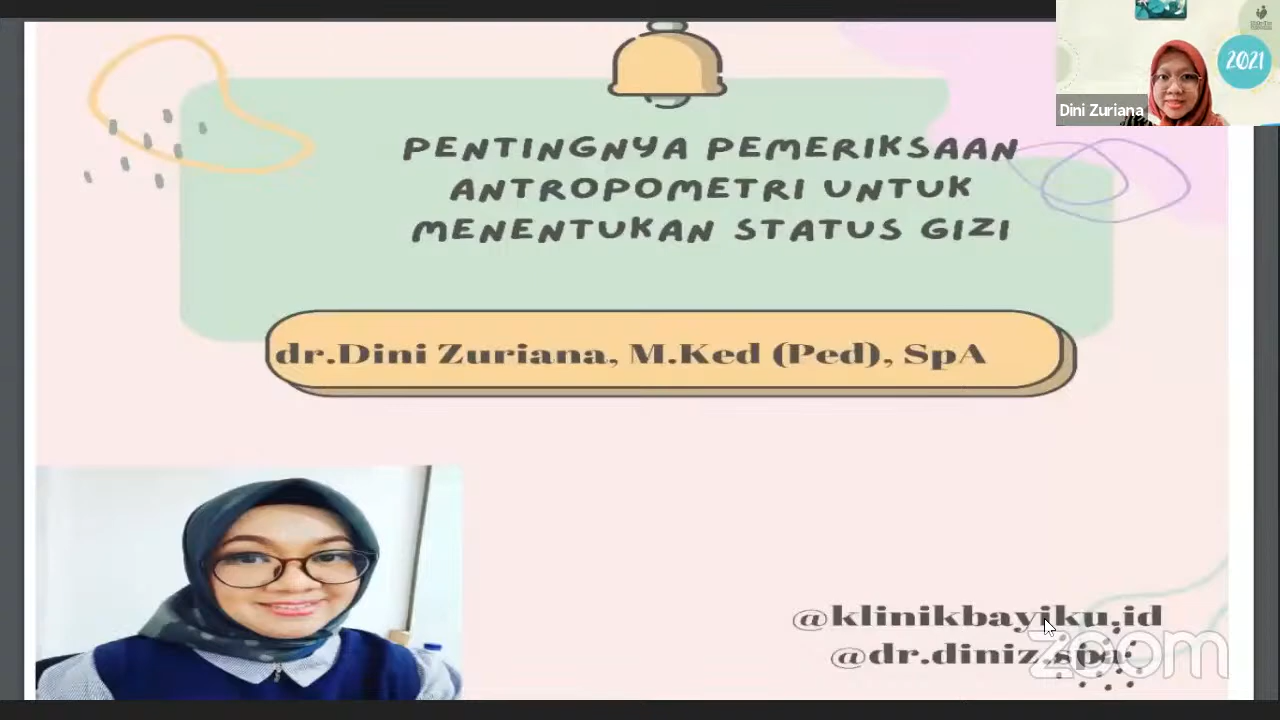 2021
Dini Zuriana
PENTINGNYA PEMERIKSAAN
ANTROPOMETRI UNTUK
MENENTUKAN STATUS GIZI
dr.Dini Zuriana, M.Ked (Ped), SpA
@klinikbayiku.id
@dr.diniz.spa
zoom